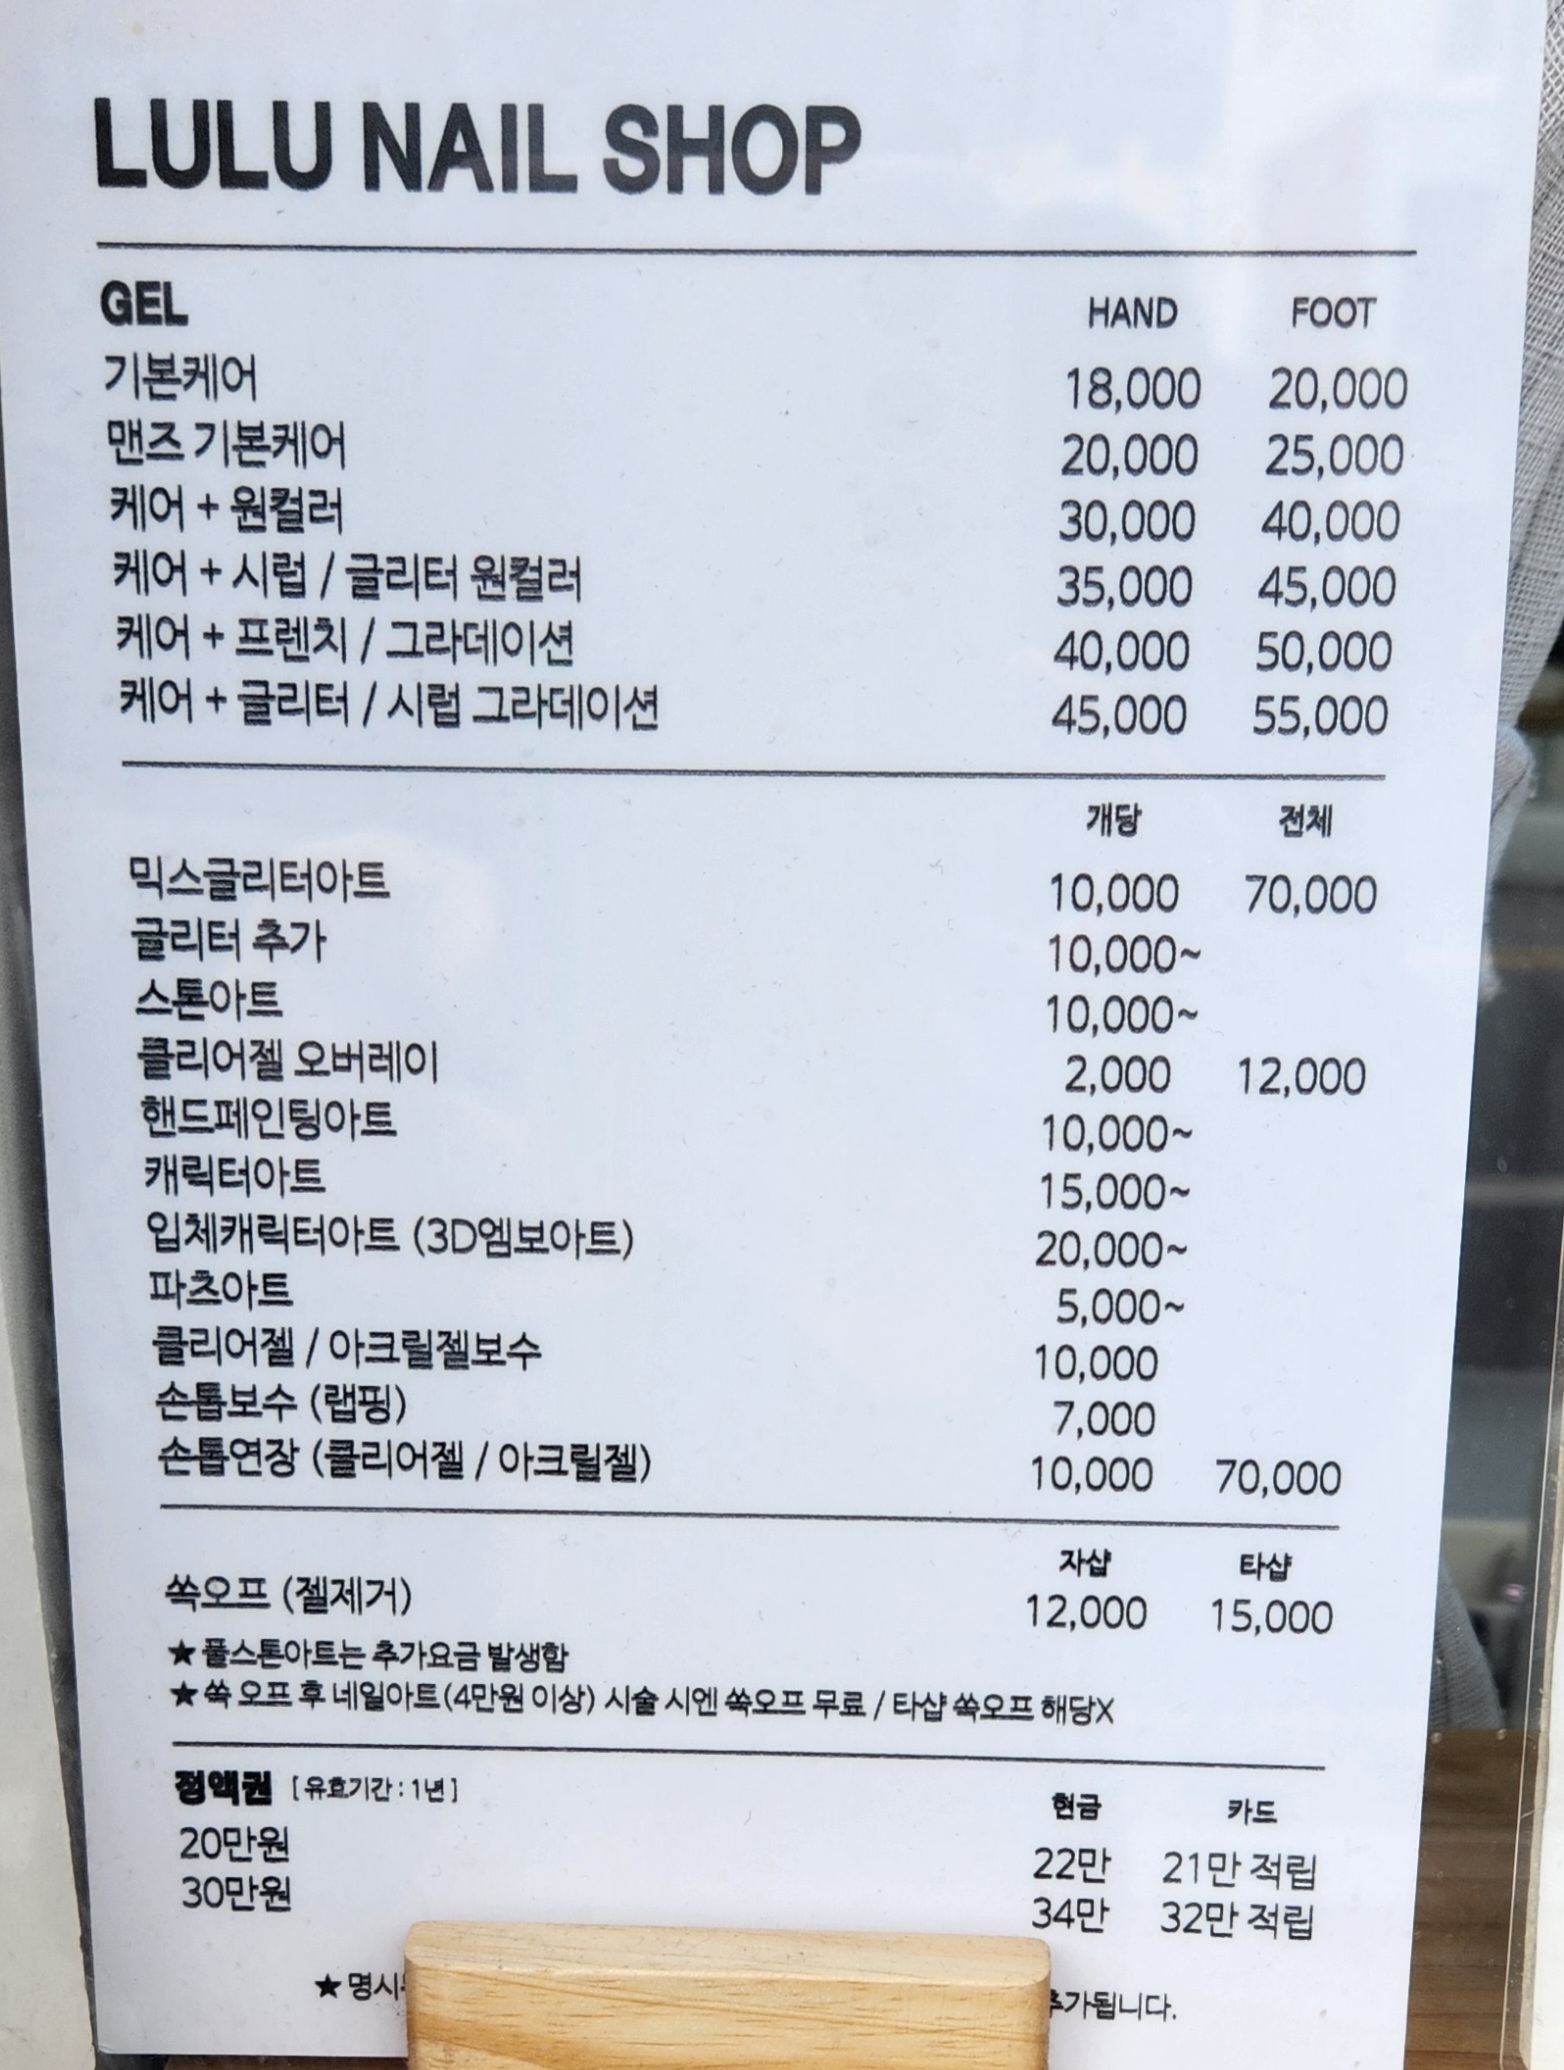 LULU NAIL SHOP
GEL HAND FOOT
기본케어 18,000 20,000
맨즈 기본케어 20,000 25,000
케어 + 원컬러 30,000 40,000
케어 + 시럽 / 글리터 원컬러 35,000 45,000
케어 + 프렌치 / 그라데이션 40,000 50,000
케어 + 글리터 / 시럽 그라데이션 45,000 55,000
개당 전체
믹스글리터아트 10,000 70,000
글리터 추가 10,000~
스톤아트 10,000~
클리어젤 오버레이 2,000 12,000
핸드페인팅아트 10,000~
캐릭터아트 15,000~
입체캐릭터아트 (3D엠보아트) 20,000~
파츠아트 5,000~
클리어젤 / 아크릴젤보수 10,000
손톱보수 (랩핑) 7,000
손톱연장 (클리어젤 / 아크릴젤) 10,000 70,000
자샵 타샵
쏙오프 (젤제거) 12,000 15,000
★ 풀스톤아트는 추가요금 발생함
★ 쏙 오프 후 네일아트(4만원 이상) 시술 시엔 쏙오프 무료 / 타샵 쏙오프 해당X
정액권 [유효기간 : 1년] 현금 카드
20만원 22만 21만 적립
30만원 34만 32만 적립
★ 명시 추가됩니다.